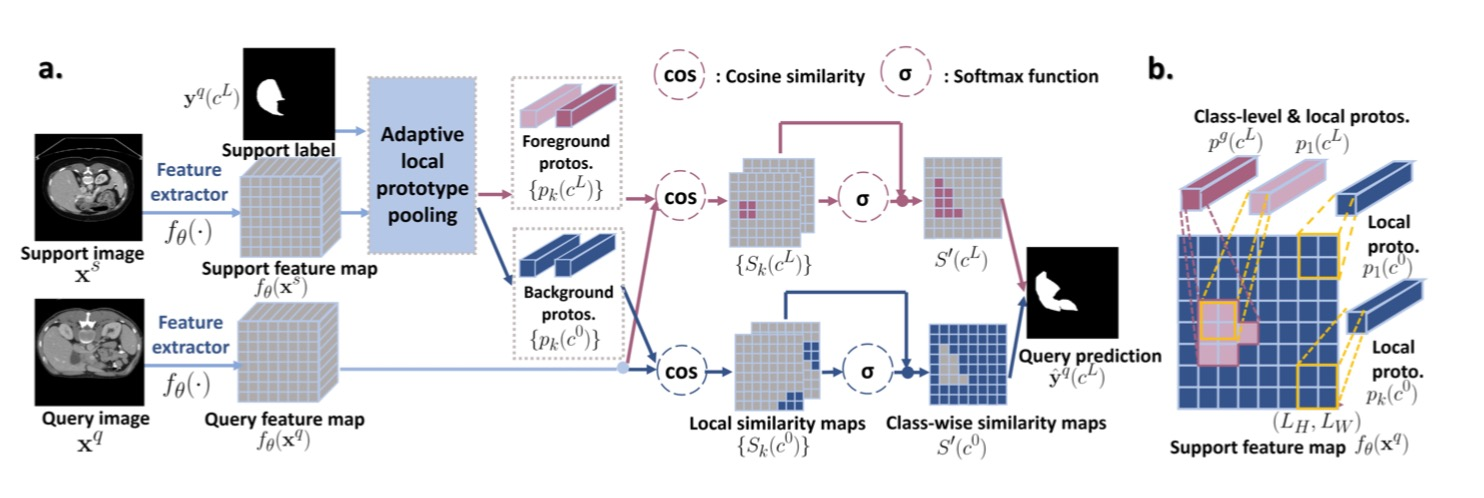 a.
y^q(c^L)
Support label
Support image
x^s
Feature
extractor
f_θ(·)
Support feature map
f_θ(x^s)
Query image
x^q
Feature
extractor
f_θ(·)
Query feature map
f_θ(x^q)
Adaptive
local
prototype
pooling
Foreground
protos.
{p_k(c^L)}
Background
protos.
{p_k(c^0)}
cos : Cosine similarity
σ : Softmax function
cos
{S_k(c^L)}
σ
S'(c^L)
cos
Local similarity maps
{S_k(c^0)}
σ
Class-wise similarity maps
S'(c^0)
Query prediction
ŷ^q(c^L)
b.
Class-level & local protos.
p^g(c^L)
p_1(c^L)
Local
proto.
p_1(c^0)
Local
proto.
p_k(c^0)
(L_H, L_W)
Support feature map f_θ(x^q)